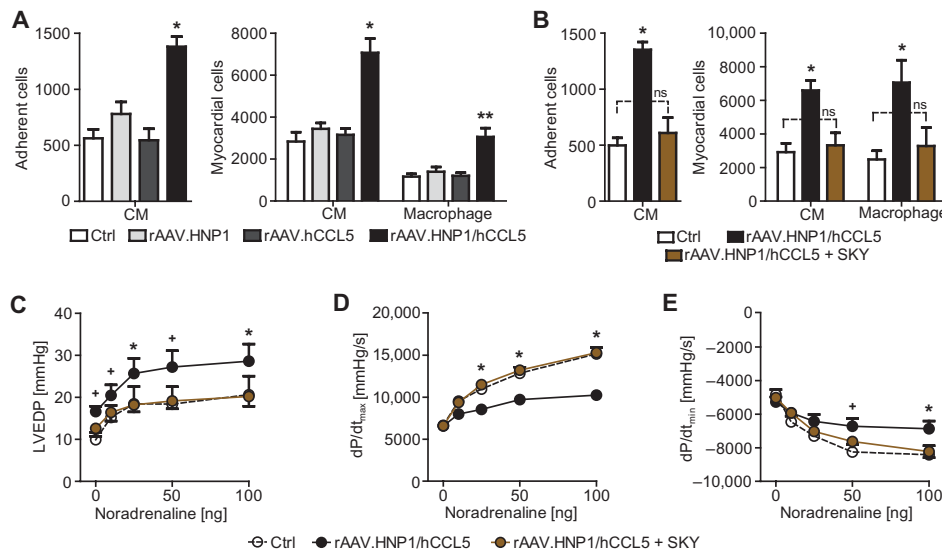 A
Adherent cells
1500
1000
500
0
*
CM
Myocardial cells
8000
6000
4000
2000
0
*
**
CM Macrophage
Ctrl rAAV.HNP1 rAAV.hCCL5 rAAV.HNP1/hCCL5
B
Adherent cells
1500
1000
500
0
*
ns
CM
Myocardial cells
10,000
8000
6000
4000
2000
0
*
ns
*
ns
CM Macrophage
Ctrl rAAV.HNP1/hCCL5
rAAV.HNP1/hCCL5 + SKY
C
LVEDP [mmHg]
40
30
20
10
0
+ + * + *
0 50 100
Noradrenaline [ng]
D
dP/dtmax [mmHg/s]
15,000
20,000
10,000
5000
0
* * *
0 50 100
Noradrenaline [ng]
E
dP/dtmin [mmHg/s]
0
−2000
−4000
−6000
−8000
−10,000
+ *
0 50 100
Noradrenaline [ng]
Ctrl rAAV.HNP1/hCCL5 rAAV.HNP1/hCCL5 + SKY